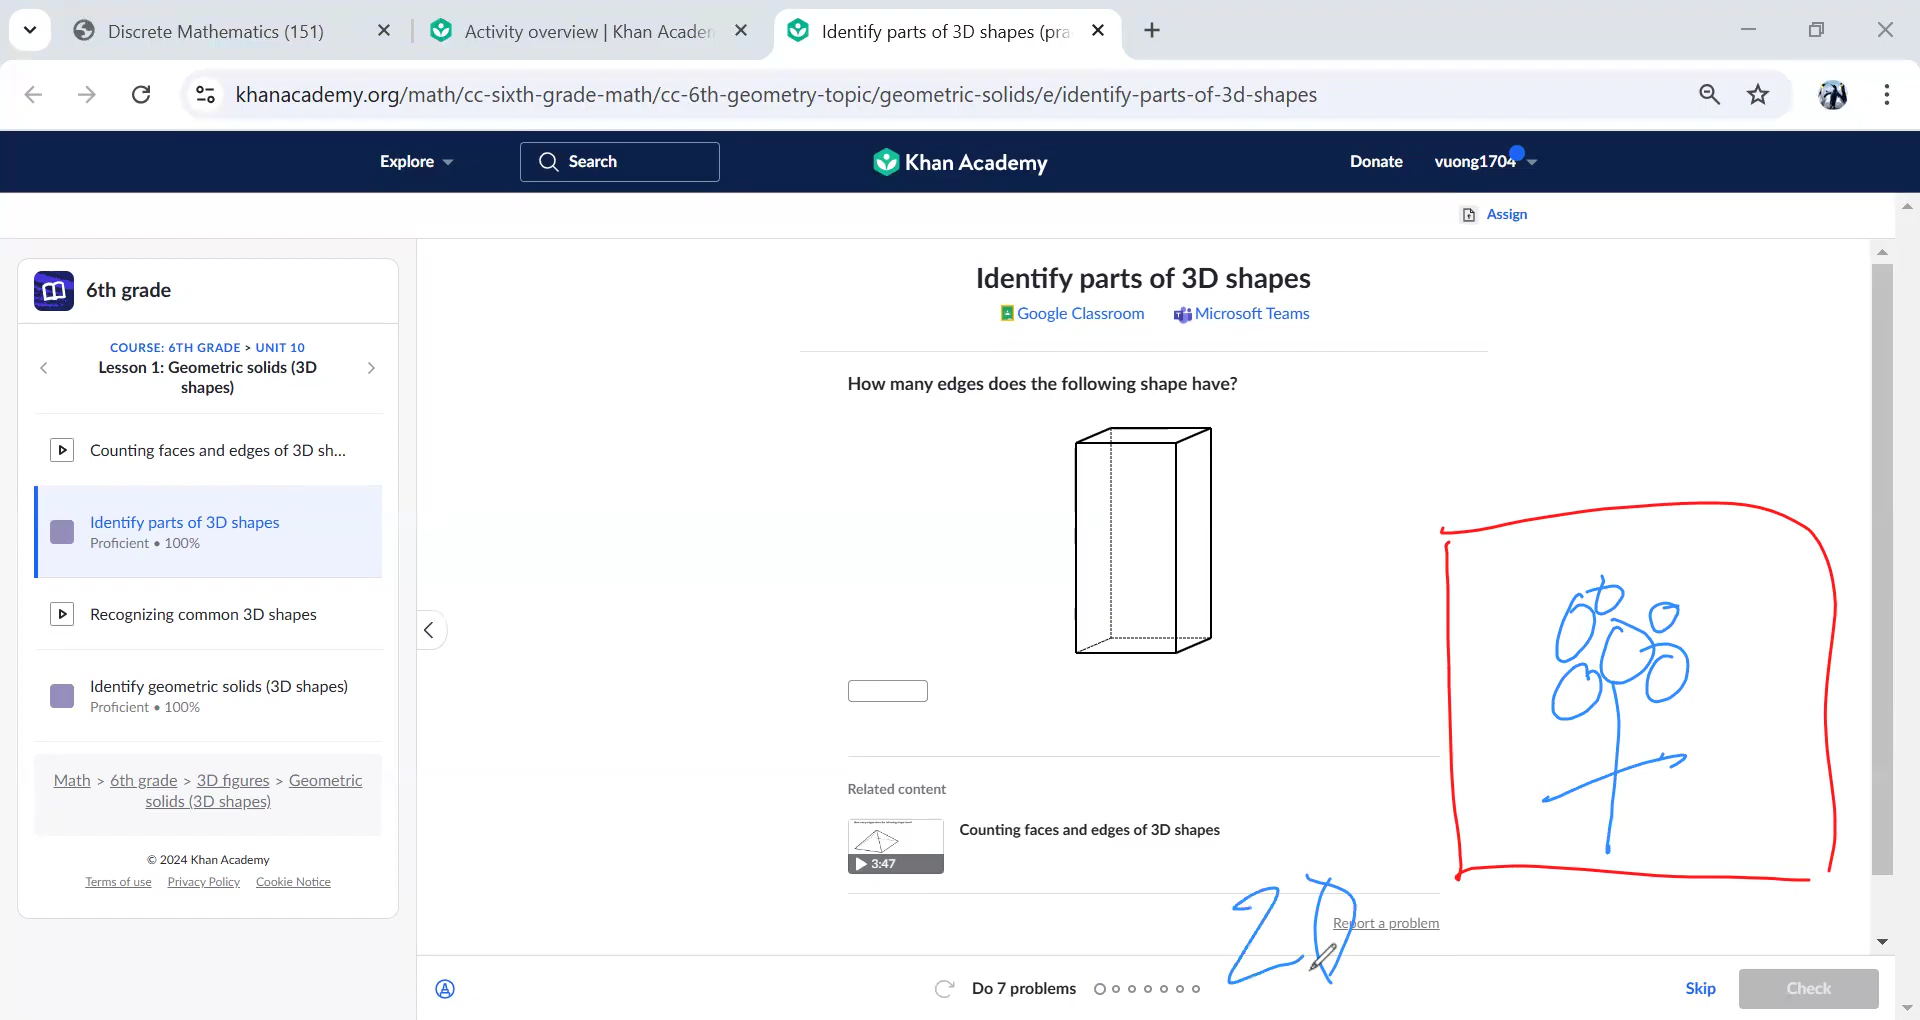 Discrete Mathematics (151)
Activity overview | Khan Acader
Identify parts of 3D shapes (pra
khanacademy.org/math/cc-sixth-grade-math/cc-6th-geometry-topic/geometric-solids/e/identify-parts-of-3d-shapes
Explore
Search
Khan Academy
Donate
vuong1704
Assign
6th grade
COURSE: 6TH GRADE > UNIT 10
Lesson 1: Geometric solids (3D
shapes)
Counting faces and edges of 3D sh...
Identify parts of 3D shapes
Proficient • 100%
Recognizing common 3D shapes
Identify geometric solids (3D shapes)
Proficient • 100%
Math > 6th grade > 3D figures > Geometric
solids (3D shapes)
© 2024 Khan Academy
Terms of use Privacy Policy Cookie Notice
Identify parts of 3D shapes
Google Classroom Microsoft Teams
How many edges does the following shape have?
Related content
3:47
Counting faces and edges of 3D shapes
2D
Report a problem
Do 7 problems
Skip
Check